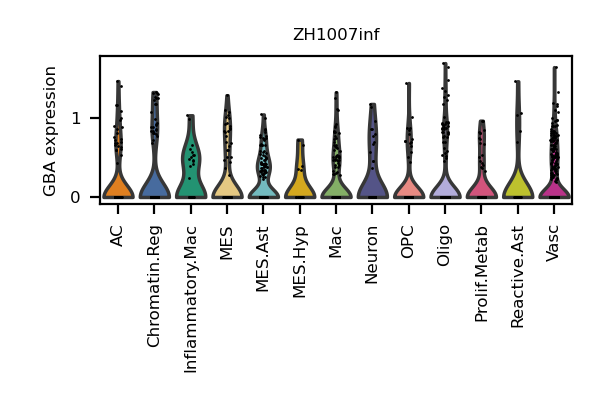 ZH1007inf
GBA expression
1
0
AC
Chromatin.Reg
Inflammatory.Mac
MES
MES.Ast
MES.Hyp
Mac
Neuron
OPC
Oligo
Prolif.Metab
Reactive.Ast
Vasc